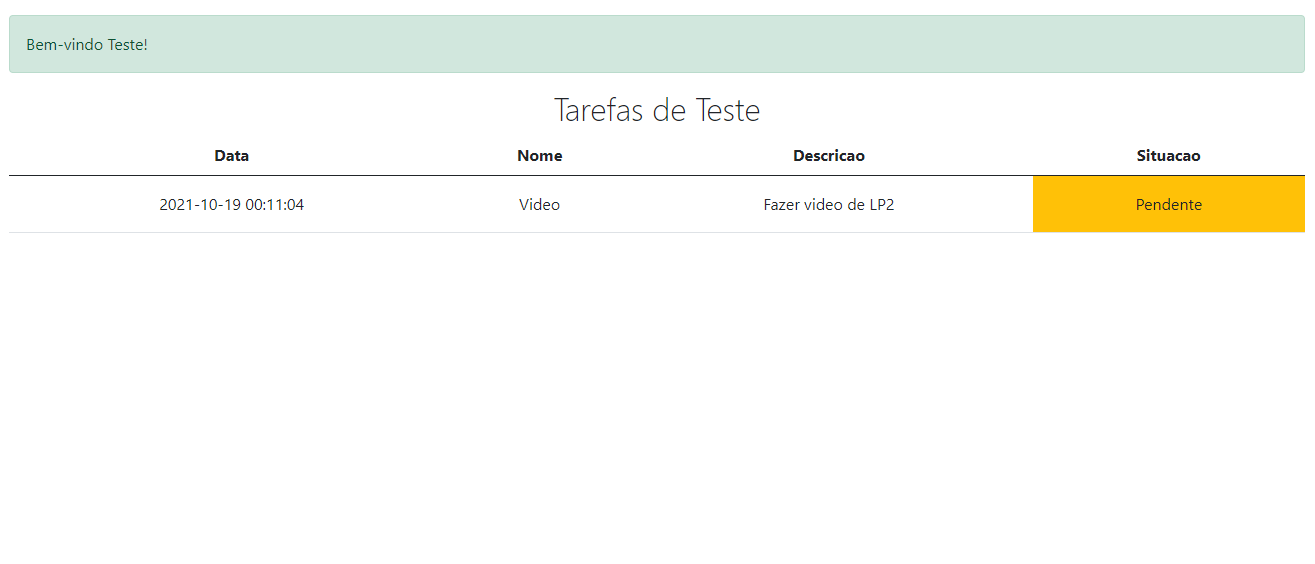 Bem-vindo Teste!
Tarefas de Teste
Data Nome Descricao Situacao
2021-10-19 00:11:04 Video Fazer video de LP2 Pendente